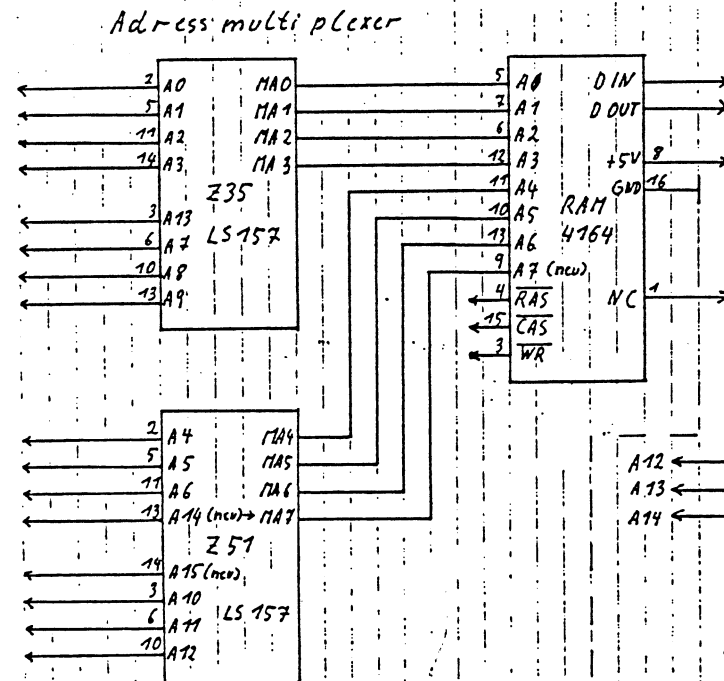 Adress multiplexer
2 A0 MA0
5 A1 MA1
11 A2 MA2
14 A3 MA3
Z35
3 A13
6 A7 LS157
10 A8
13 A9
2 A4 MA4
5 A5 MA5
11 A6 MA6
13 A14 (neu) MA7
Z51
14 A15 (neu)
3 A10
6 A11 LS157
10 A12
5 A0 DIN
7 A1 DOUT
6 A2
12 A3 +5V 8
11 A4 GND 16
10 A5 RAM
13 A6 4164
9 A7 (neu)
4 RAS NC 1
15 CAS
3 WR
A12
A13
A14